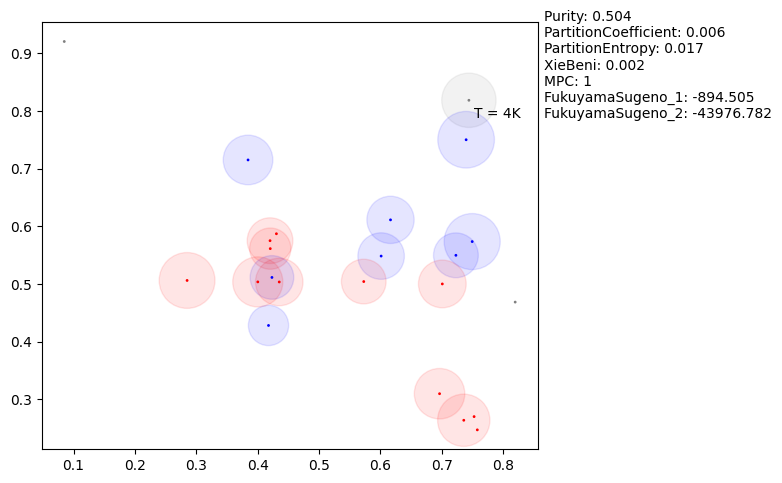 Purity: 0.504
PartitionCoefficient: 0.006
PartitionEntropy: 0.017
XieBeni: 0.002
MPC: 1
FukuyamaSugeno_1: -894.505
FukuyamaSugeno_2: -43976.782
T = 4K
0.9
0.8
0.7
0.6
0.5
0.4
0.3
0.1 0.2 0.3 0.4 0.5 0.6 0.7 0.8